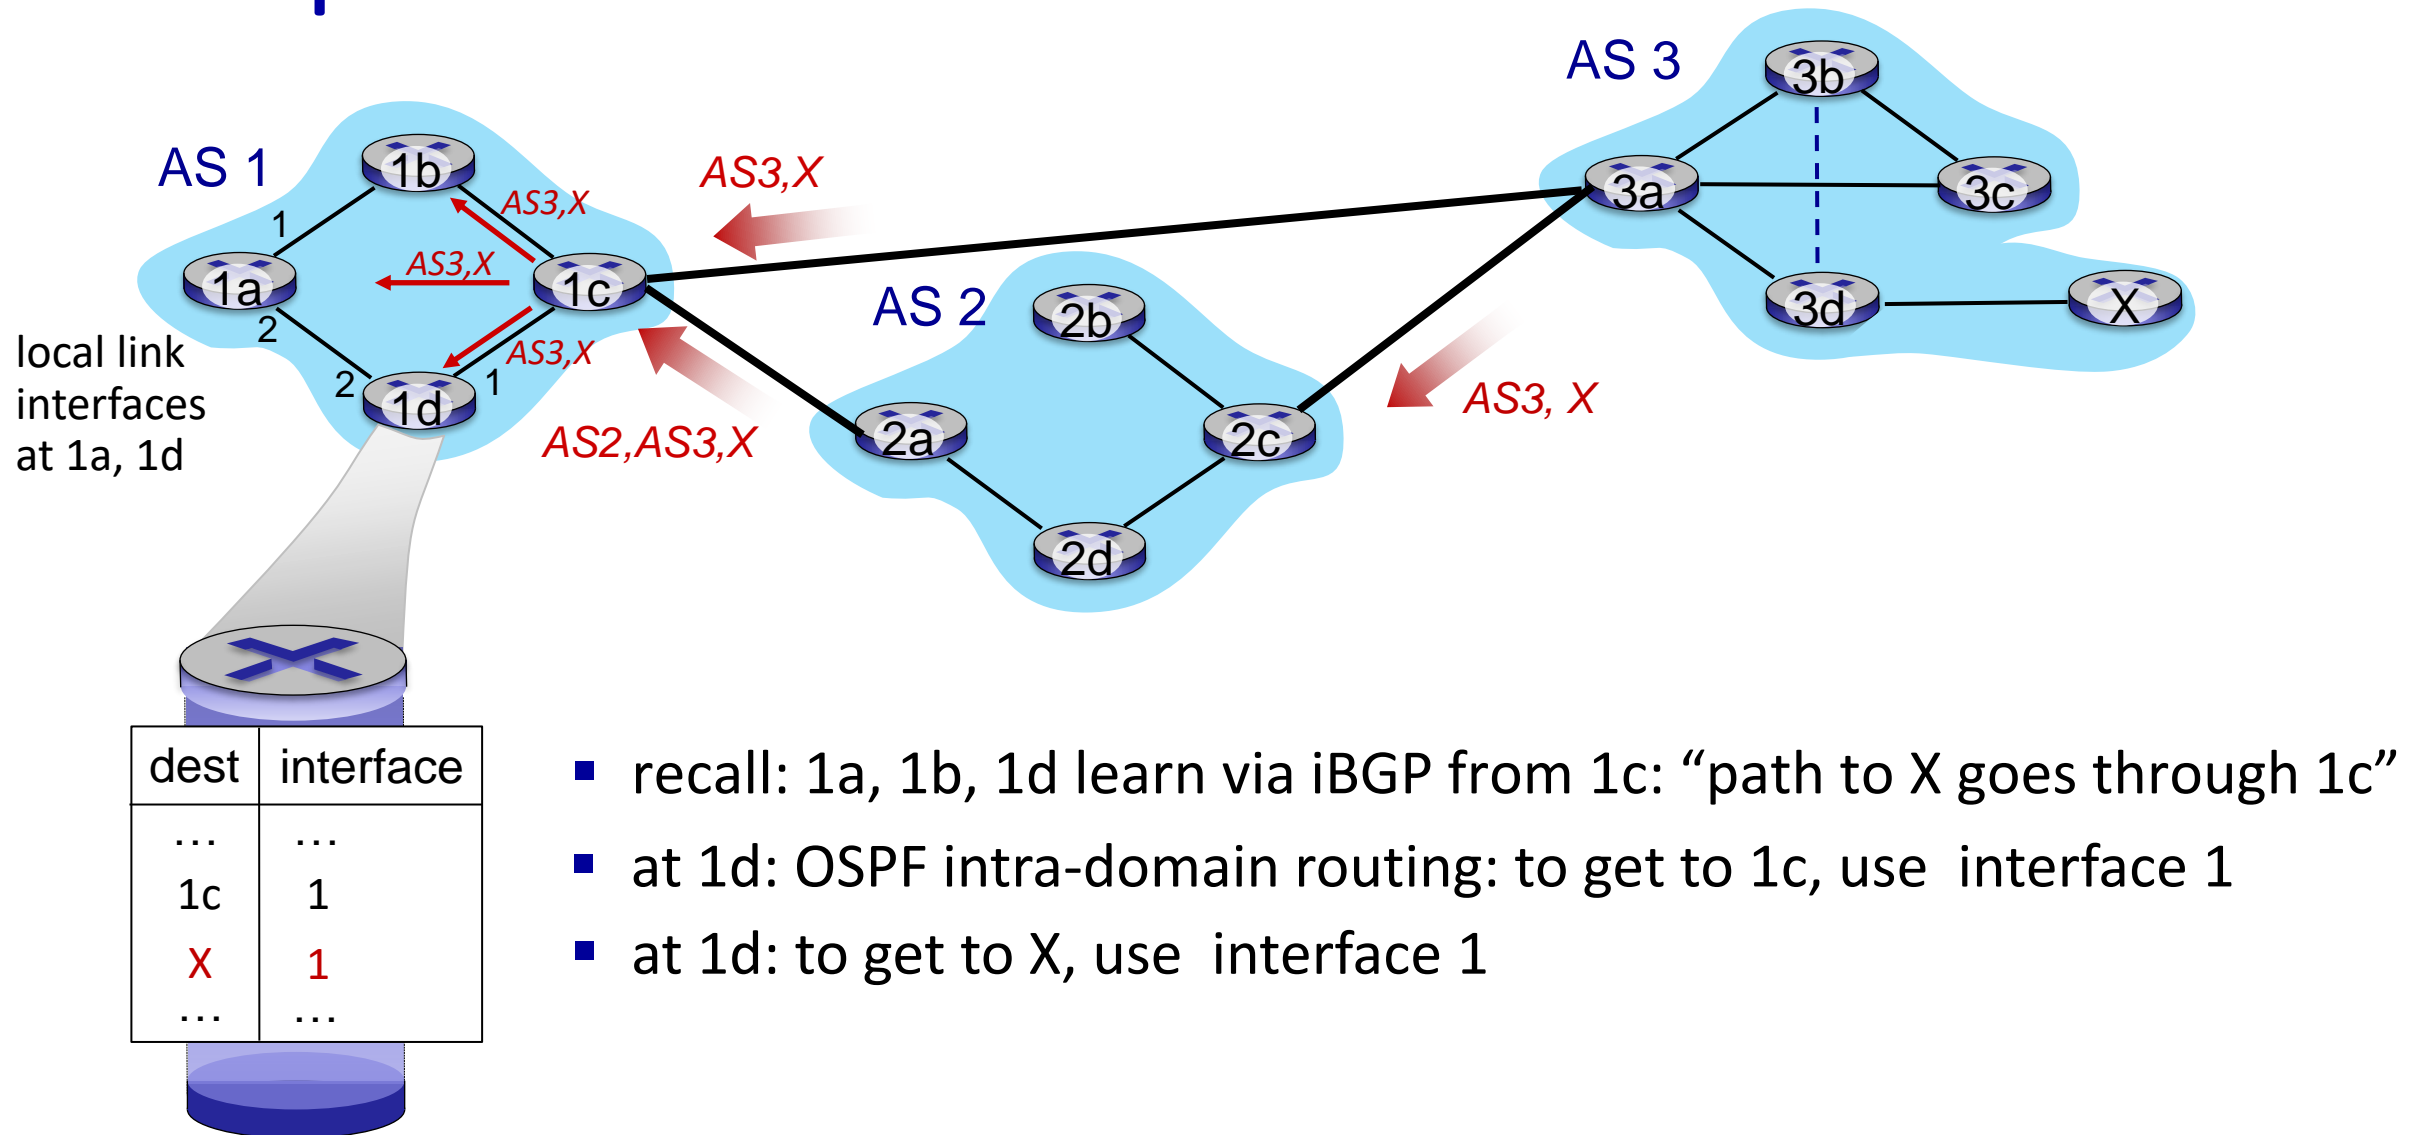 AS 3
3b
AS 1
1b
AS3,X
AS3,X
3a
3c
1
AS3,X
1a
1c
AS 2
2b
3d
X
2
local link
interfaces
at 1a, 1d
AS3,X
2
1
1d
AS3, X
AS2,AS3,X
2a
2c
2d
dest interface
... ...
1c 1
X 1
... ...
▪ recall: 1a, 1b, 1d learn via iBGP from 1c: “path to X goes through 1c”
▪ at 1d: OSPF intra-domain routing: to get to 1c, use interface 1
▪ at 1d: to get to X, use interface 1